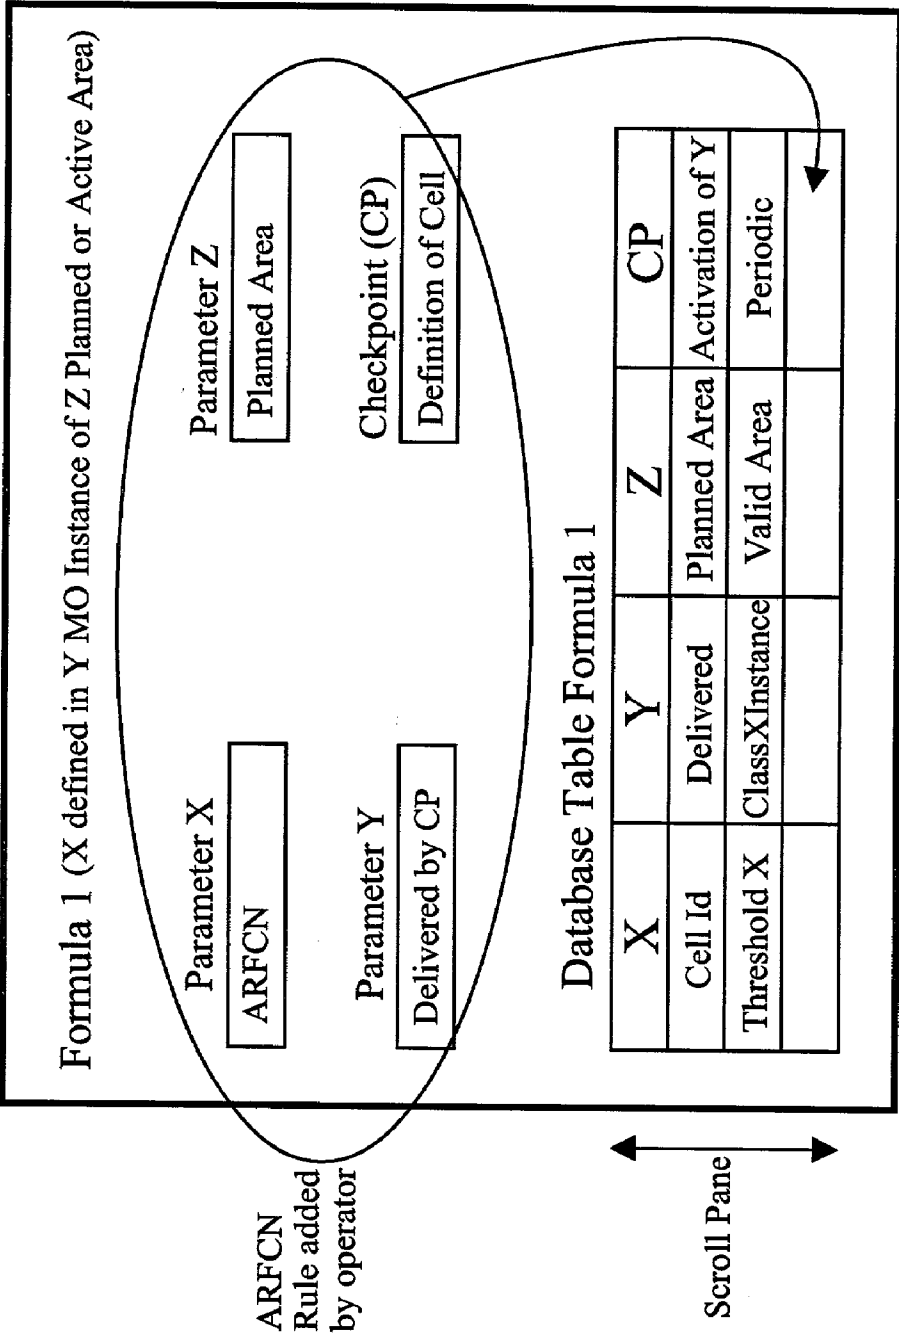 Formula 1 (X defined in Y MO Instance of Z Planned or Active Area)
Parameter X
ARFCN
Parameter Z
Planned Area
Parameter Y
Delivered by CP
Checkpoint (CP)
Definition of Cell
ARFCN
Rule added
by operator
Database Table Formula 1
X Y Z CP
Cell Id Delivered Planned Area Activation of Y
Threshold X ClassXInstance Valid Area Periodic
Scroll Pane